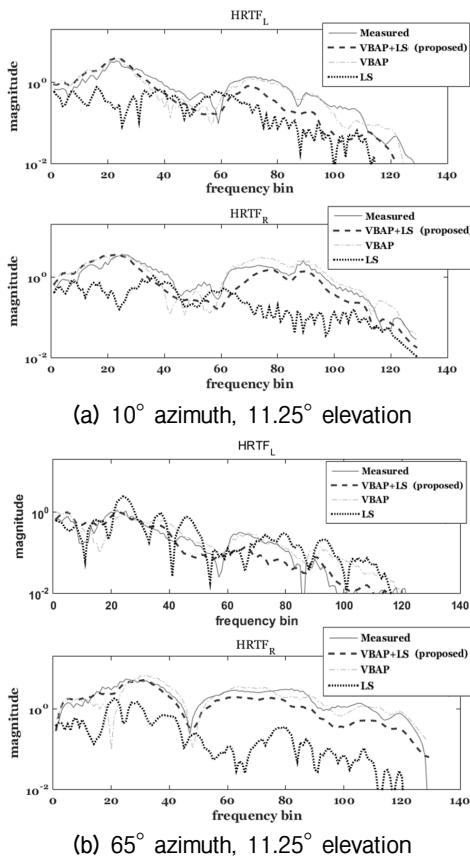 HRTF_L
Measured
VBAP+LS (proposed)
VBAP
LS
magnitude
10^0
10^-2
0 20 40 60 80 100 120 140
frequency bin
HRTF_R
Measured
VBAP+LS (proposed)
VBAP
LS
magnitude
10^0
10^-2
0 20 40 60 80 100 120 140
frequency bin
(a) 10° azimuth, 11.25° elevation
HRTF_L
Measured
VBAP+LS (proposed)
VBAP
LS
magnitude
10^0
10^-2
0 20 40 60 80 100 120 140
frequency bin
HRTF_R
Measured
VBAP+LS (proposed)
VBAP
LS
magnitude
10^0
10^-2
0 20 40 60 80 100 120 140
frequency bin
(b) 65° azimuth, 11.25° elevation